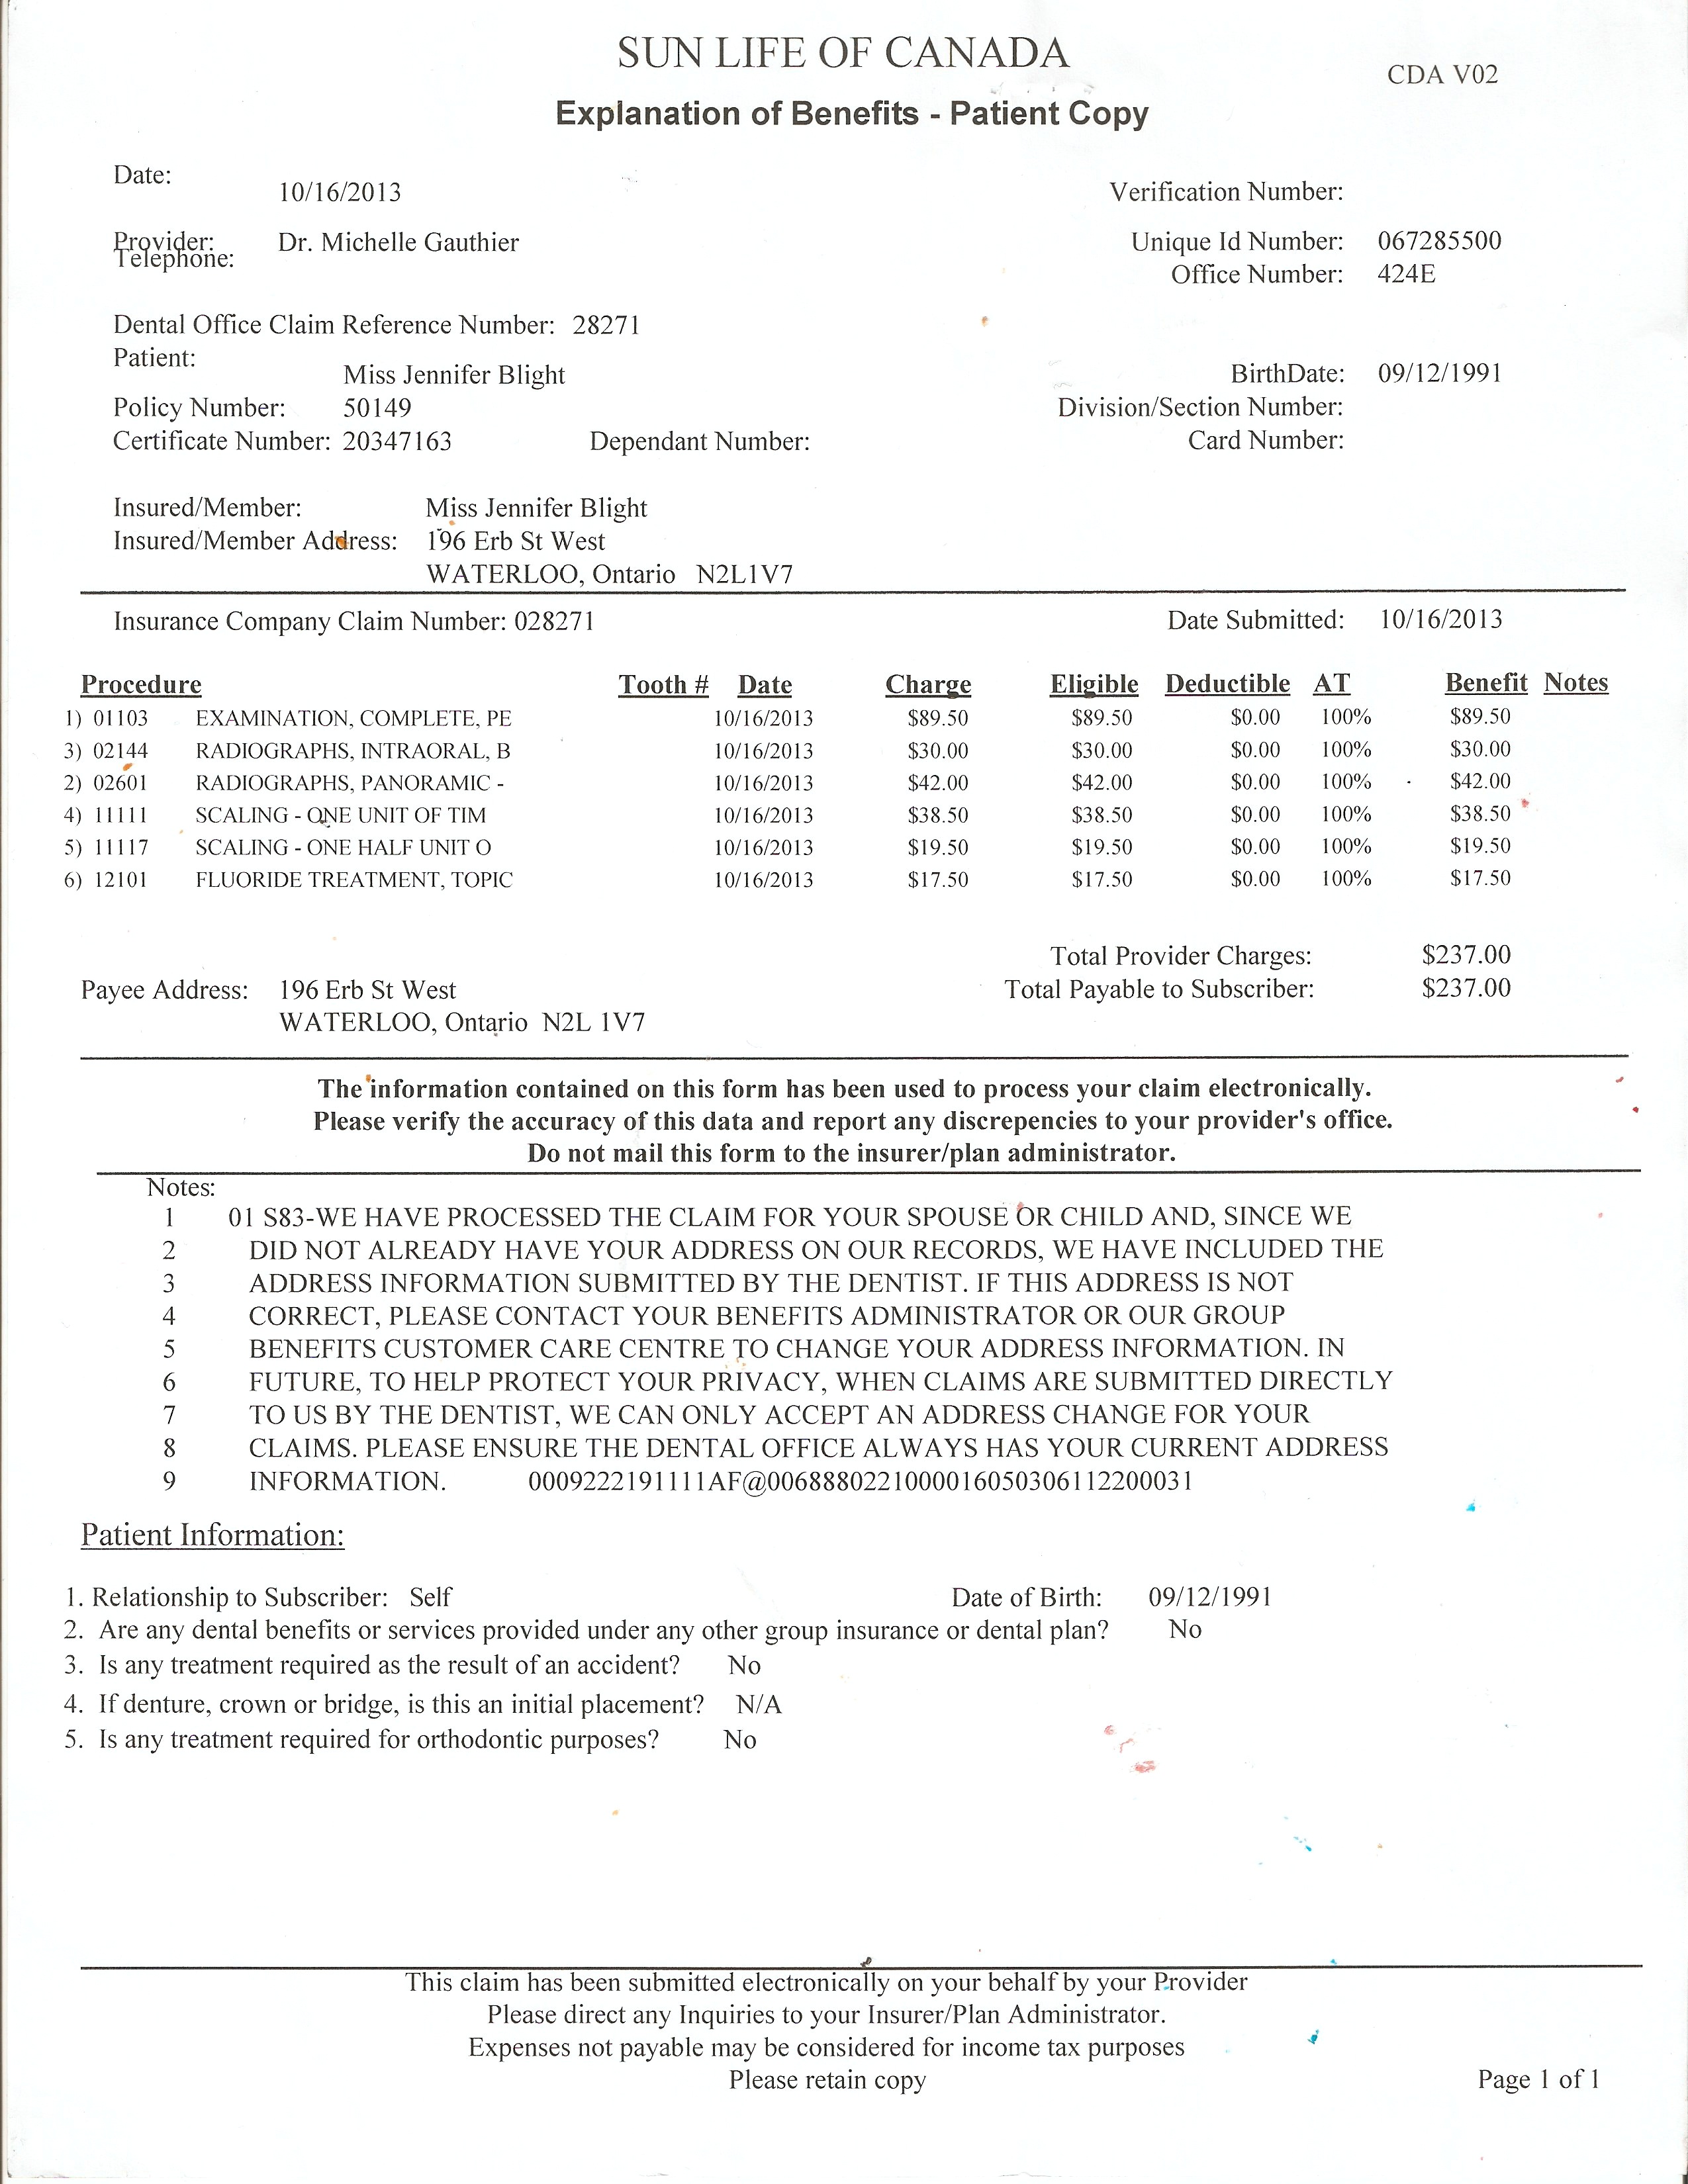 SUN LIFE OF CANADA
CDA V02
Explanation of Benefits - Patient Copy
Date: 10/16/2013 Verification Number:
Provider: Dr. Michelle Gauthier Unique Id Number: 067285500
Telephone: Office Number: 424E
Dental Office Claim Reference Number: 28271
Patient: Miss Jennifer Blight BirthDate: 09/12/1991
Policy Number: 50149 Division/Section Number:
Certificate Number: 20347163 Dependant Number: Card Number:
Insured/Member: Miss Jennifer Blight
Insured/Member Address: 196 Erb St West
WATERLOO, Ontario N2L1V7
Insurance Company Claim Number: 028271 Date Submitted: 10/16/2013
Procedure Tooth # Date Charge Eligible Deductible AT Benefit Notes
1) 01103 EXAMINATION, COMPLETE, PE 10/16/2013 $89.50 $89.50 $0.00 100% $89.50
3) 02144 RADIOGRAPHS, INTRAORAL, B 10/16/2013 $30.00 $30.00 $0.00 100% $30.00
2) 02601 RADIOGRAPHS, PANORAMIC - 10/16/2013 $42.00 $42.00 $0.00 100% $42.00
4) 11111 SCALING - ONE UNIT OF TIM 10/16/2013 $38.50 $38.50 $0.00 100% $38.50
5) 11117 SCALING - ONE HALF UNIT O 10/16/2013 $19.50 $19.50 $0.00 100% $19.50
6) 12101 FLUORIDE TREATMENT, TOPIC 10/16/2013 $17.50 $17.50 $0.00 100% $17.50
Total Provider Charges: $237.00
Payee Address: 196 Erb St West Total Payable to Subscriber: $237.00
WATERLOO, Ontario N2L 1V7
The information contained on this form has been used to process your claim electronically.
Please verify the accuracy of this data and report any discrepencies to your provider's office.
Do not mail this form to the insurer/plan administrator.
Notes:
1 01 S83-WE HAVE PROCESSED THE CLAIM FOR YOUR SPOUSE OR CHILD AND, SINCE WE
2 DID NOT ALREADY HAVE YOUR ADDRESS ON OUR RECORDS, WE HAVE INCLUDED THE
3 ADDRESS INFORMATION SUBMITTED BY THE DENTIST. IF THIS ADDRESS IS NOT
4 CORRECT, PLEASE CONTACT YOUR BENEFITS ADMINISTRATOR OR OUR GROUP
5 BENEFITS CUSTOMER CARE CENTRE TO CHANGE YOUR ADDRESS INFORMATION. IN
6 FUTURE, TO HELP PROTECT YOUR PRIVACY, WHEN CLAIMS ARE SUBMITTED DIRECTLY
7 TO US BY THE DENTIST, WE CAN ONLY ACCEPT AN ADDRESS CHANGE FOR YOUR
8 CLAIMS. PLEASE ENSURE THE DENTAL OFFICE ALWAYS HAS YOUR CURRENT ADDRESS
9 INFORMATION. 0009222191111AF@00688802210000160503061 12200031
Patient Information:
1. Relationship to Subscriber: Self Date of Birth: 09/12/1991
2. Are any dental benefits or services provided under any other group insurance or dental plan? No
3. Is any treatment required as the result of an accident? No
4. If denture, crown or bridge, is this an initial placement? N/A
5. Is any treatment required for orthodontic purposes? No
This claim has been submitted electronically on your behalf by your Provider
Please direct any Inquiries to your Insurer/Plan Administrator.
Expenses not payable may be considered for income tax purposes
Please retain copy
Page 1 of 1